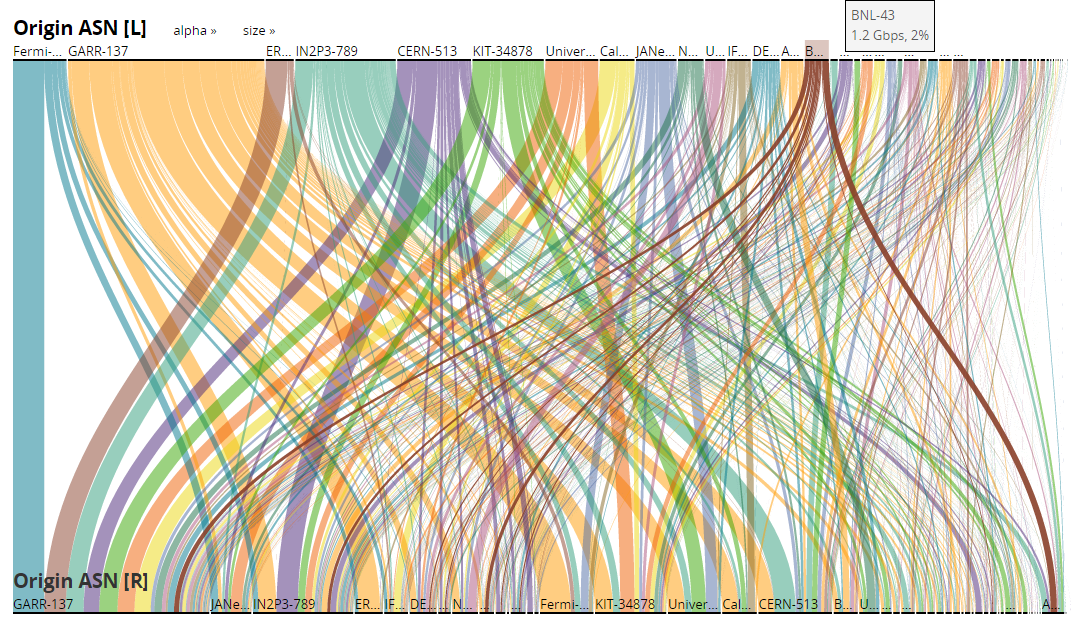 Origin ASN [L] alpha » size »
BNL-43
1.2 Gbps, 2%
Fermi-... GARR-137 ER... IN2P3-789 CERN-513 KIT-34878 Univer... Cal... JANe... N... U... IF... DE... A... B... ... ... ... ... ... ...
Origin ASN [R]
GARR-137 JANe... IN2P3-789 ER... IF... DE... ... N... ... ... ... Fermi-... KIT-34878 Univer... Cal... CERN-513 B... U... ... ... ... A...